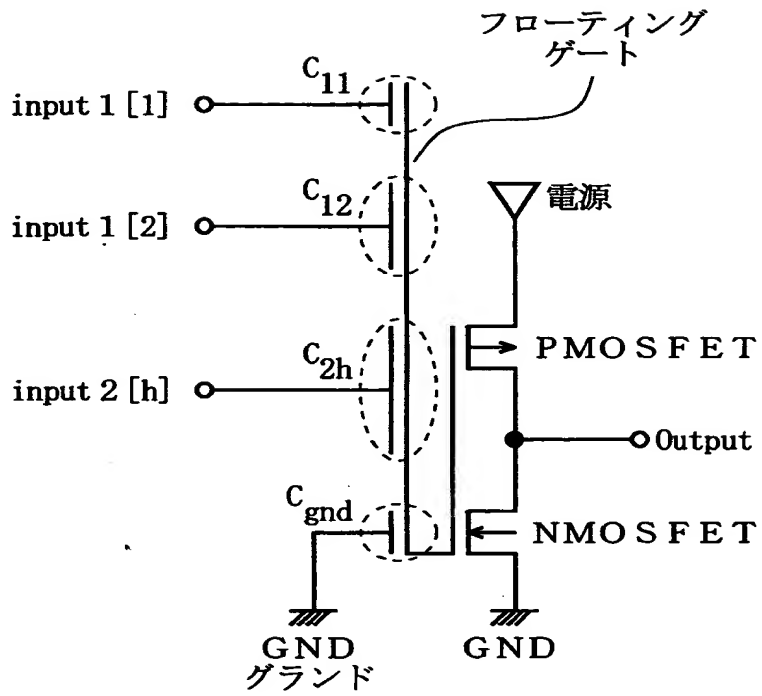 フローティング
ゲート
C11
input 1 [1]
C12
input 1 [2]
電源
PMOSFET
C2h
input 2 [h]
Output
Cgnd
NMOSFET
GND
グランド
GND